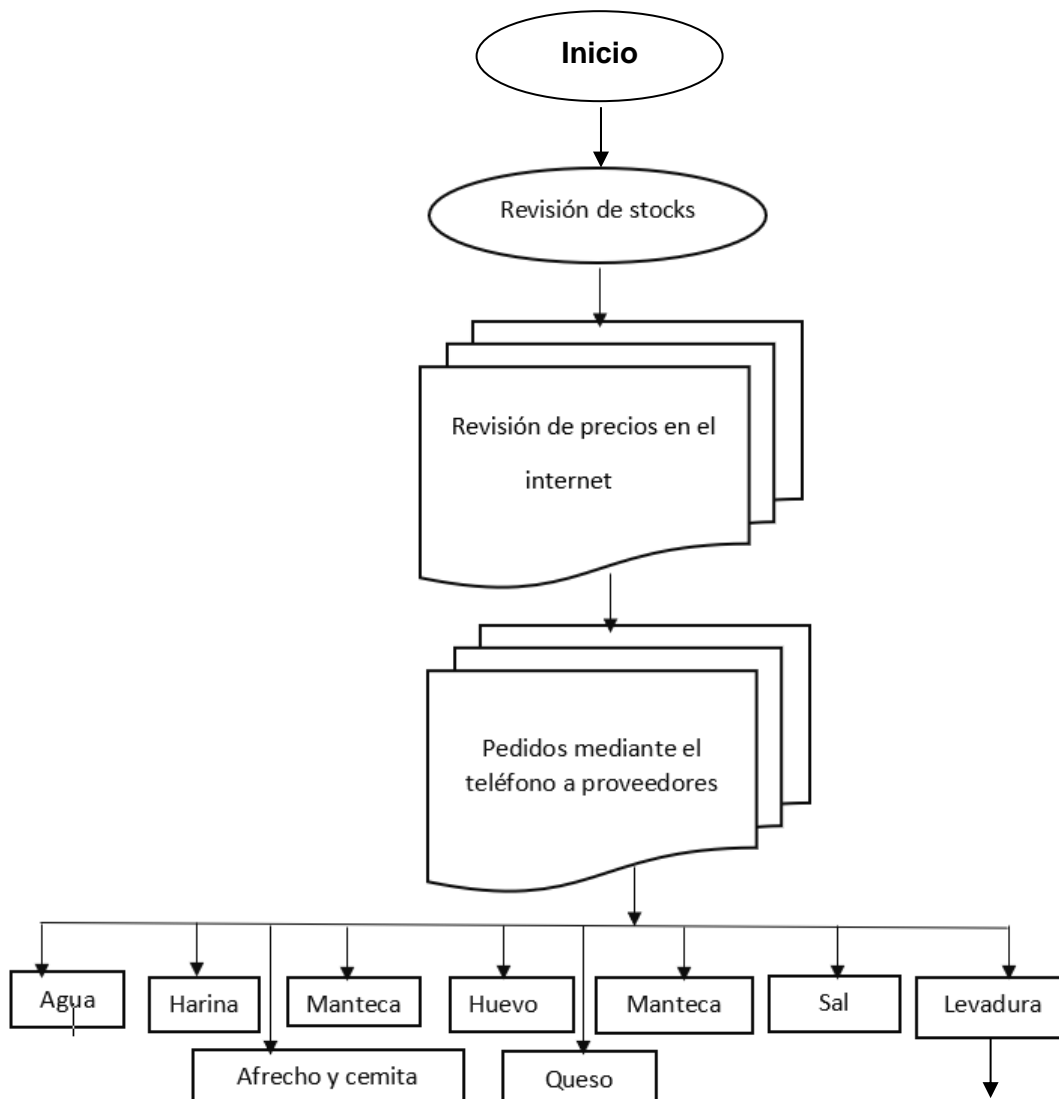 Inicio
Revisión de stocks
Revisión de precios en el
internet
Pedidos mediante el
teléfono a proveedores
Agua
Harina
Manteca
Huevo
Manteca
Sal
Levadura
Afrecho y cemita
Queso